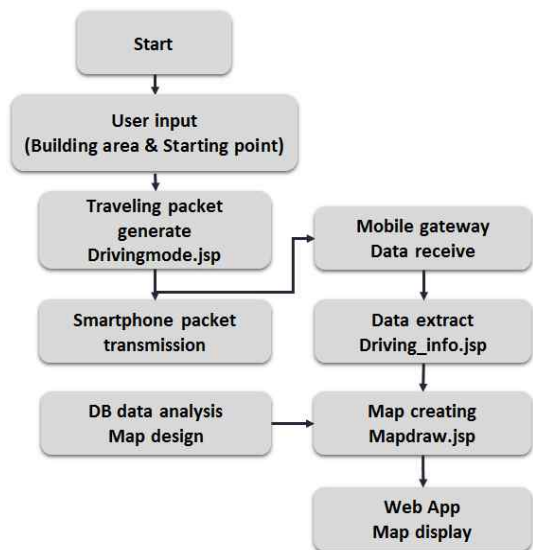 Start
User input
(Building area & Starting point)
Traveling packet
generate
Drivingmode.jsp
Smartphone packet
transmission
Mobile gateway
Data receive
Data extract
Driving_info.jsp
DB data analysis
Map design
Map creating
Mapdraw.jsp
Web App
Map display